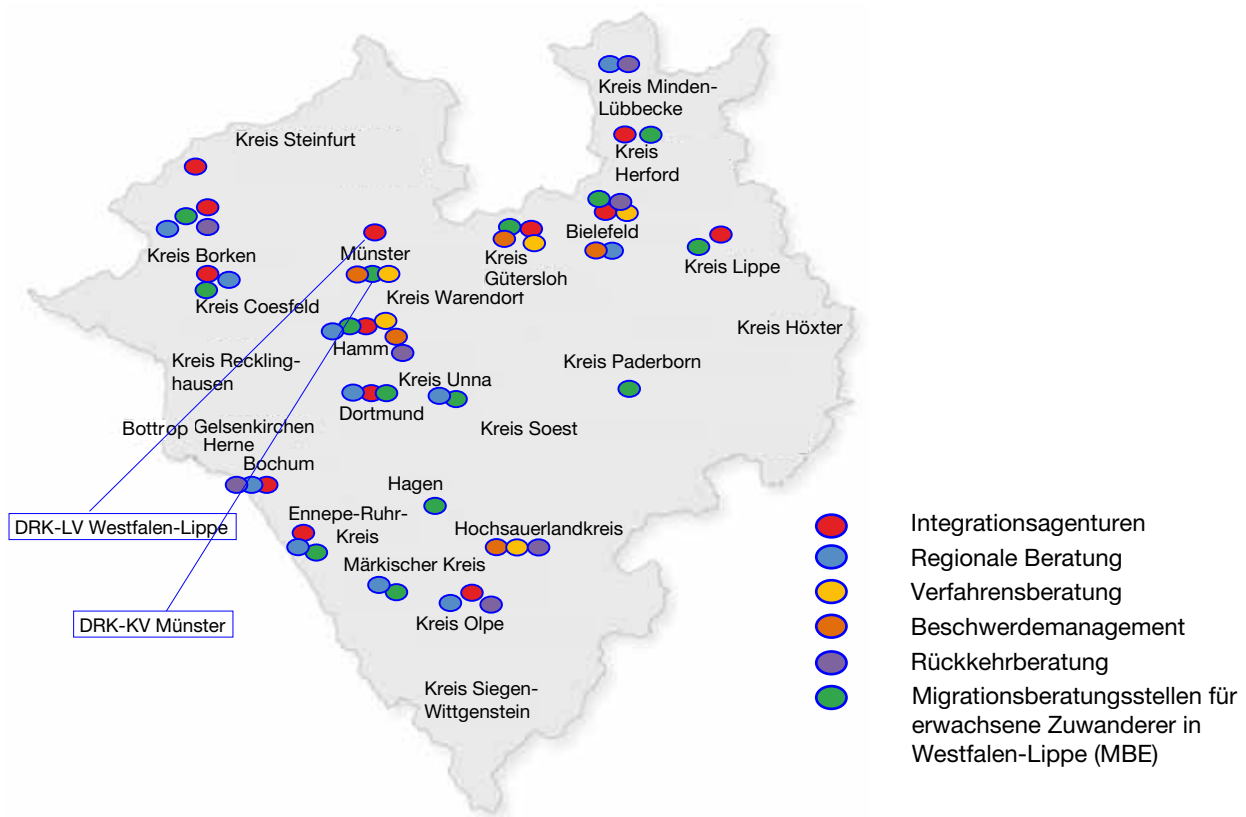 Kreis Minden-
Lübbecke
Kreis Steinfurt
Kreis
Herford
Bielefeld
Kreis Borken
Münster
Kreis
Gütersloh
Kreis Lippe
Kreis Coesfeld
Kreis Warendorf
Kreis Höxter
Hamm
Kreis Reckling-
hausen
Kreis Paderborn
Kreis Unna
Dortmund
Bottrop
Gelsenkirchen
Herne
Kreis Soest
Bochum
Hagen
DRK-LV Westfalen-Lippe
Ennepe-Ruhr-
Kreis
Hochsauerlandkreis
Märkischer Kreis
DRK-KV Münster
Kreis Olpe
Kreis Siegen-
Wittgenstein
Integrationsagenturen
Regionale Beratung
Verfahrensberatung
Beschwerdemanagement
Rückkehrberatung
Migrationsberatungsstellen für
erwachsene Zuwanderer in
Westfalen-Lippe (MBE)